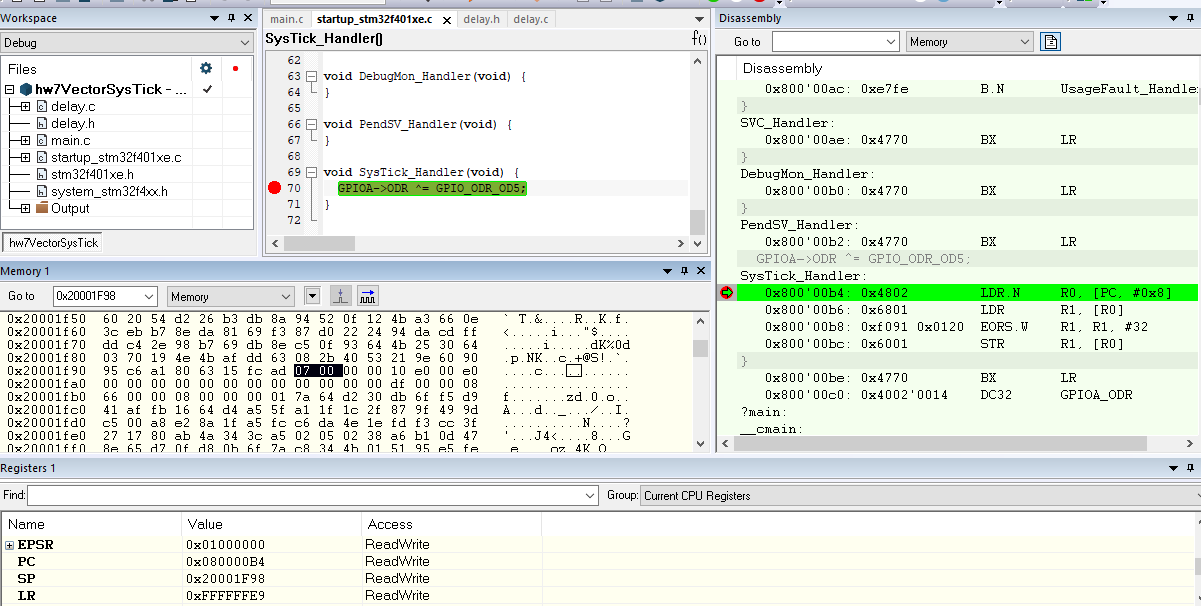 Workspace
Debug
Files
hw7VectorSysTick - ...
delay.c
delay.h
main.c
startup_stm32f401xe.c
stm32f401xe.h
system_stm32f4xx.h
Output
hw7VectorSysTick
main.c startup_stm32f401xe.c delay.h delay.c
SysTick_Handler() f()
62
63 void DebugMon_Handler(void) {
64 }
65
66 void PendSV_Handler(void) {
67 }
68
69 void SysTick_Handler(void) {
70 GPIOA->ODR ^= GPIO_ODR_OD5;
71 }
72
Disassembly
Go to Memory
Disassembly
0x800'00ac: 0xe7fe B.N UsageFault_Handle
}
SVC_Handler:
0x800'00ae: 0x4770 BX LR
}
DebugMon_Handler:
0x800'00b0: 0x4770 BX LR
}
PendSV_Handler:
0x800'00b2: 0x4770 BX LR
GPIOA->ODR ^= GPIO_ODR_OD5;
SysTick_Handler:
0x800'00b4: 0x4802 LDR.N R0, [PC, #0x8]
0x800'00b6: 0x6801 LDR R1, [R0]
0x800'00b8: 0xf091 0x0120 EORS.W R1, R1, #32
0x800'00bc: 0x6001 STR R1, [R0]
}
0x800'00be: 0x4770 BX LR
0x800'00c0: 0x4002'0014 DC32 GPIOA_ODR
?main:
__cmain:
Memory 1
Go to 0x20001F98 Memory
0x20001f50 60 20 54 d2 26 b3 db 8a 94 52 0f 12 4b a3 66 0e ` T.&....R..K.f.
0x20001f60 3c eb b7 8e da 81 69 f3 87 d0 22 24 94 da cd ff <.....i..."$....
0x20001f70 dd c4 2e 98 b7 69 db 8e c5 0f 93 64 4b 25 30 64 .....i.....dK%0d
0x20001f80 03 70 19 4e 4b af dd 63 08 2b 40 53 21 9e 60 90 .p.NK..c.+@S!.`.
0x20001f90 95 c6 a1 80 63 15 fc ad 07 00 00 00 10 e0 00 e0 ....c...........
0x20001fa0 00 00 00 00 00 00 00 00 00 00 00 00 df 00 00 08 ................
0x20001fb0 66 00 00 08 00 00 01 7a 64 d2 30 db 6f f5 d9 f......zd.0.o..
0x20001fc0 41 af fb 16 64 d4 a5 5f a1 1f 1c 2f 87 9f 49 9d
0x20001fd0 c5 00 a8 e2 8a 1f a5 fc c6 da 4e 1e fd f3 cc 3f ..........N....?
0x20001fe0 27 17 80 ab 4a 34 3c a5 02 05 02 38 a6 b1 0d 47 '...J4<....8...G
0x20001ff0 8e 65 d7 0f d8 0b 6f 7a c8 34 4b 01 51 95 e5 fe
Registers 1
Find: Group: Current CPU Registers
Name Value Access
EPSR 0x01000000 ReadWrite
PC 0x080000B4 ReadWrite
SP 0x20001F98 ReadWrite
LR 0xFFFFFFE9 ReadWrite